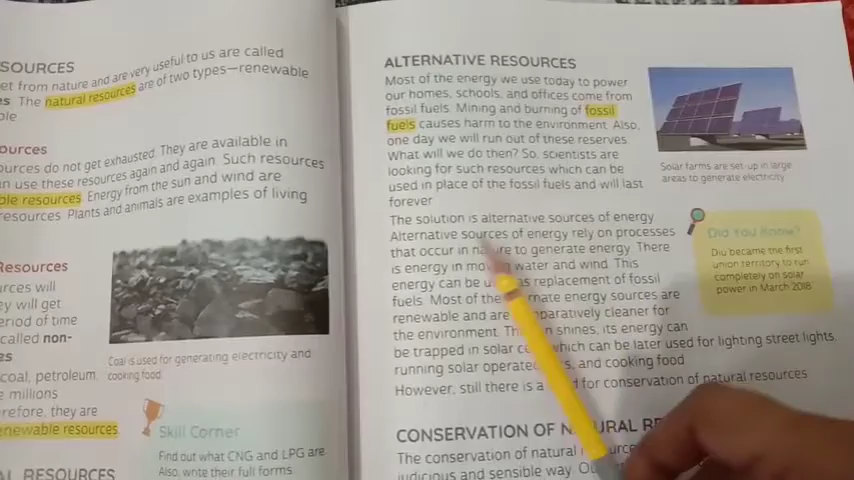 SOURCES
et from nature and are very useful to us are called
es The natural resources are of two types—renewable
ble
ources
ources do not get exhausted. They are available in
n use these resources again and again. Such resources
ble resources Energy from the sun and wind are
resources Plants and animals are examples of living
Resources
urces will
ey will get
eriod of time
called non-
es
coal, petroleum.
e millions
refore, they are
enewable resources.
AL RESOURCES
Coal is used for generating electricity and
cooking food.
Skill Corner
Find out what CNG and LPG are.
Also, write their full forms.
ALTERNATIVE RESOURCES
Most of the energy we use today to power
our homes, schools, and offices come from
fossil fuels. Mining and burning of fossil
fuels causes harm to the environment. Also,
one day we will run out of these reserves
What will we do then? So, scientists are
looking for such resources which can be
used in place of the fossil fuels and will last
forever
The solution is alternative sources of energy
Alternative sources of energy rely on processes
that occur in nature to generate energy. There
is energy in moving water and wind. This
energy can be as replacement of fossil
fuels. Most of the energy sources are
renewable and are comparatively cleaner for
the environment. shines, its energy can
be trapped in solar which can be later used for lighting street lights.
running solar operated and cooking food
However, still there is a for conservation of natural resources
CONSERVATION OF NATURAL
The conservation of natural
judicious and sensible way.
Solar farms are set-up in large
areas to generate electricity
Did You Know?
Diu became the first
union territory to run
completely on solar
power in March 2018